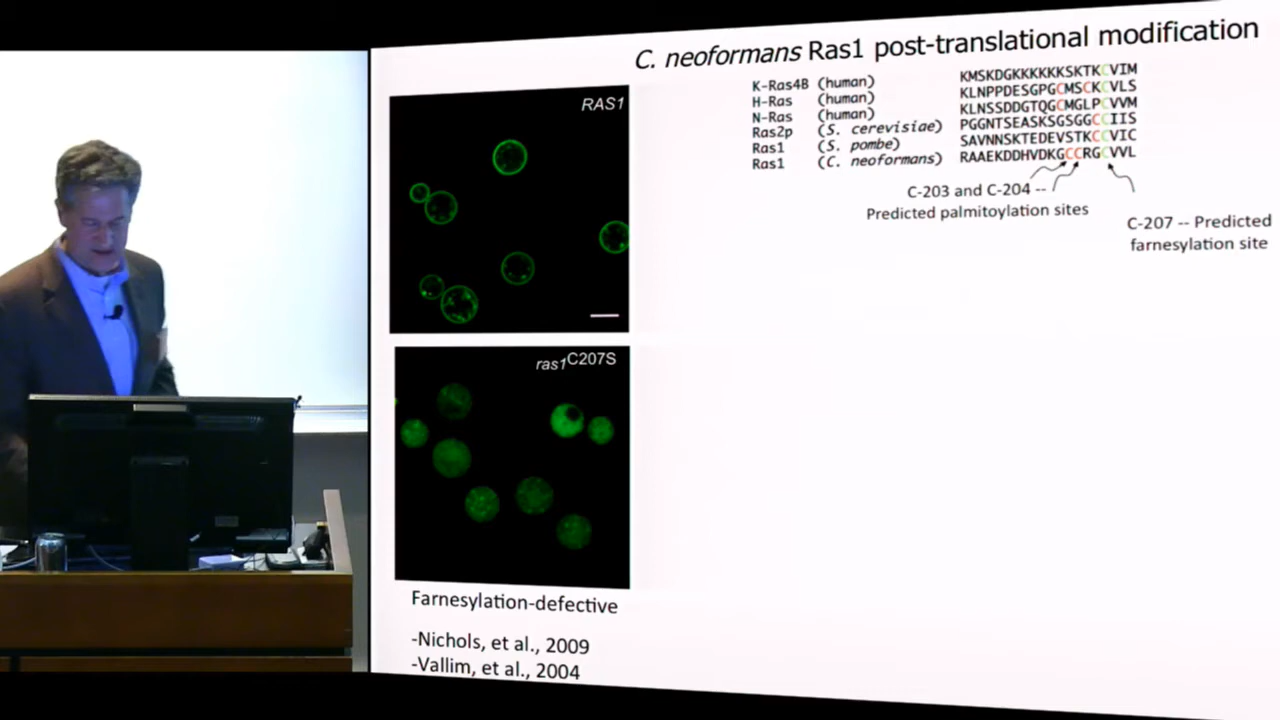 C. neoformans Ras1 post-translational modification
RAS1
K-Ras4B (human) KMSKDGKKKKKKSKTKCVIM
H-Ras (human) KLNPPDESGPGCMSCKCVLS
N-Ras (human) KLNSSDDGTQGCMGLPCVVM
Ras2p (S. cerevisiae) PGGNTSEASKSGSGGCCIIS
Ras1 (S. pombe) SAVNNSKTEDEVSTKCCVIC
Ras1 (C. neoformans) RAAEKDDHVDKGCCRGCVVL
C-203 and C-204 --
Predicted palmitoylation sites
C-207 -- Predicted
farnesylation site
ras1C207S
Farnesylation-defective
-Nichols, et al., 2009
-Vallim, et al., 2004